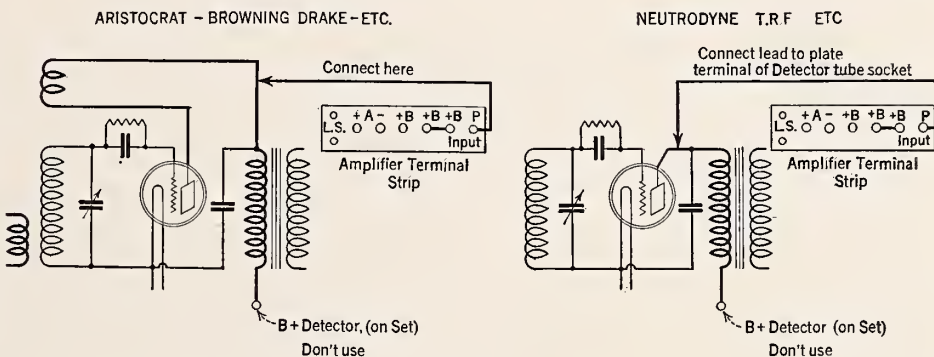 ARISTOCRAT - BROWNING DRAKE - ETC.
Connect here
L.S. + A - +B +B +B P
Input
Amplifier Terminal
Strip
B + Detector, (on Set)
Don't use
NEUTRODYNE T.R.F ETC
Connect lead to plate
terminal of Detector tube socket
L.S. + A - +B +B +B P
Input
Amplifier Terminal
Strip
B + Detector (on Set)
Don't use